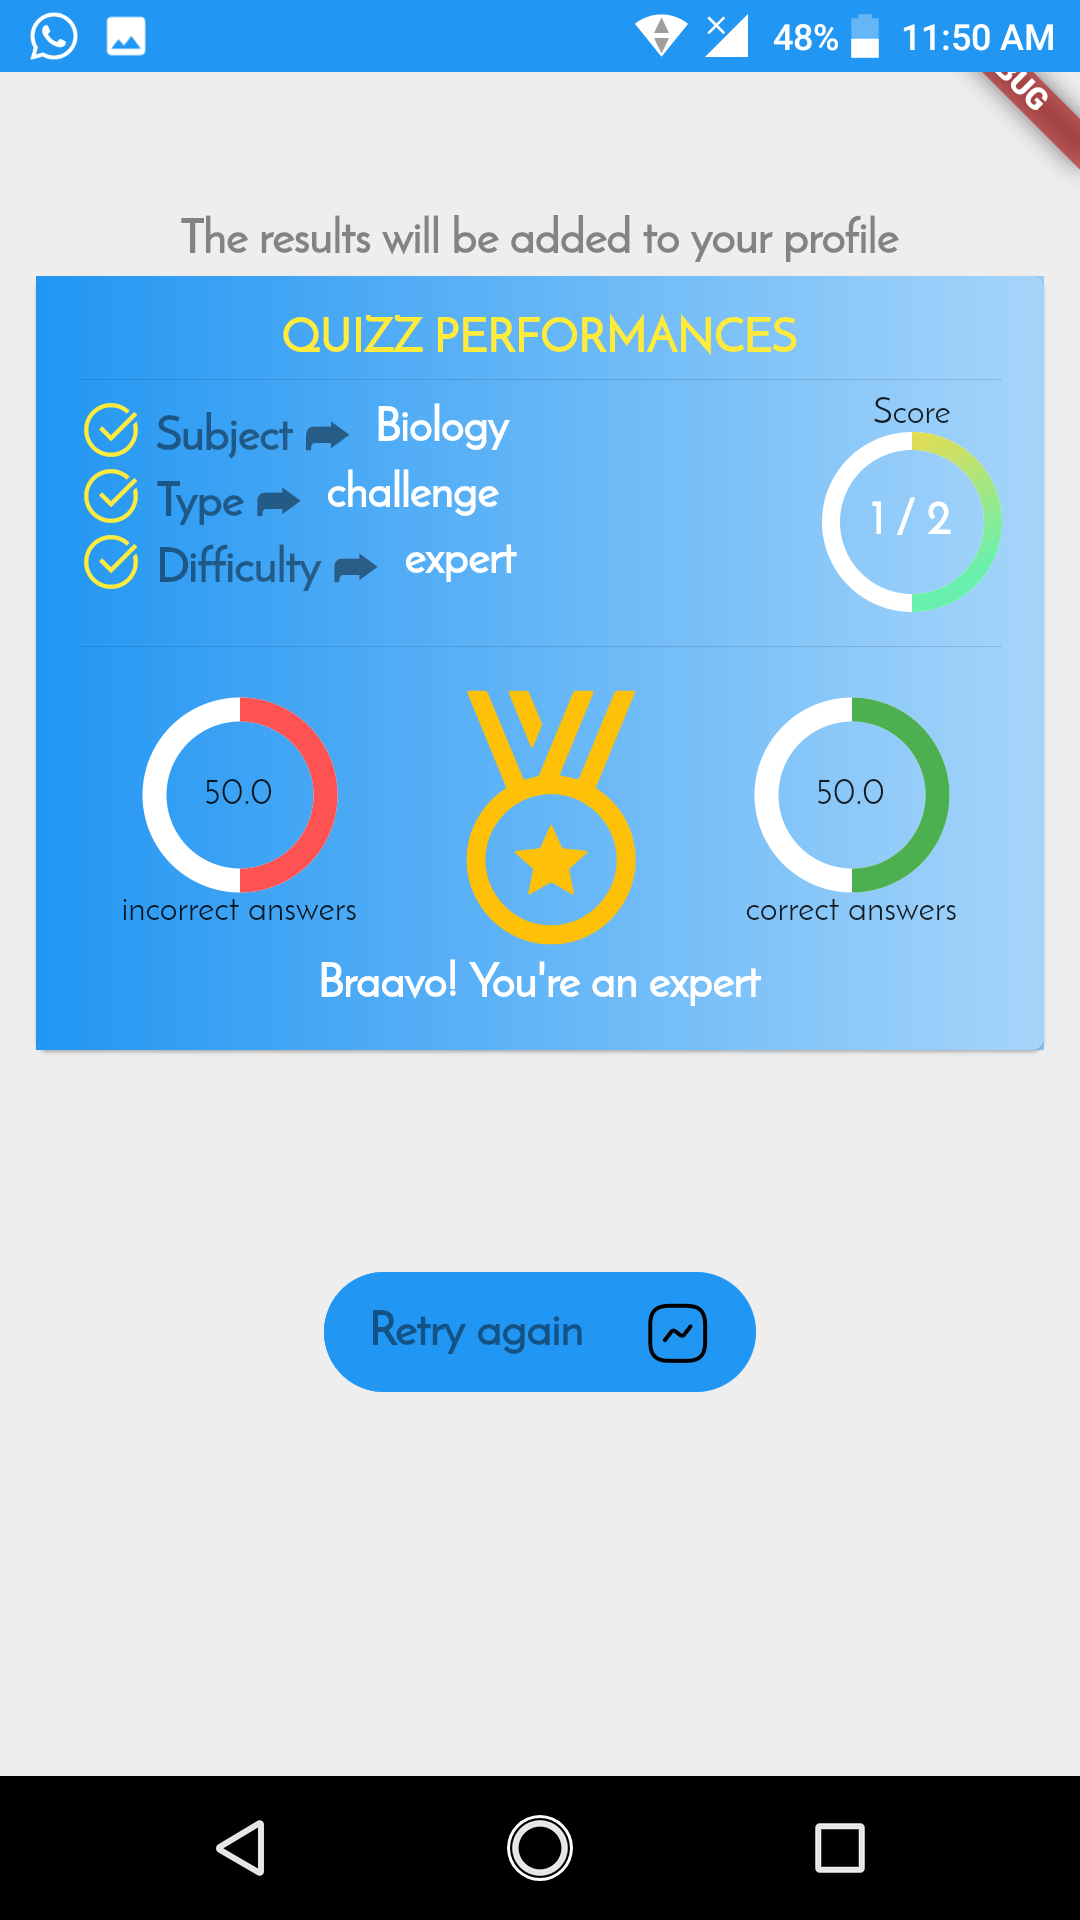 48% 11:50 AM
BUG
The results will be added to your profile
QUIZZ PERFORMANCES
Subject Biology
Type challenge
Difficulty expert
Score
1 / 2
50.0
incorrect answers
50.0
correct answers
Braavo! You're an expert
Retry again